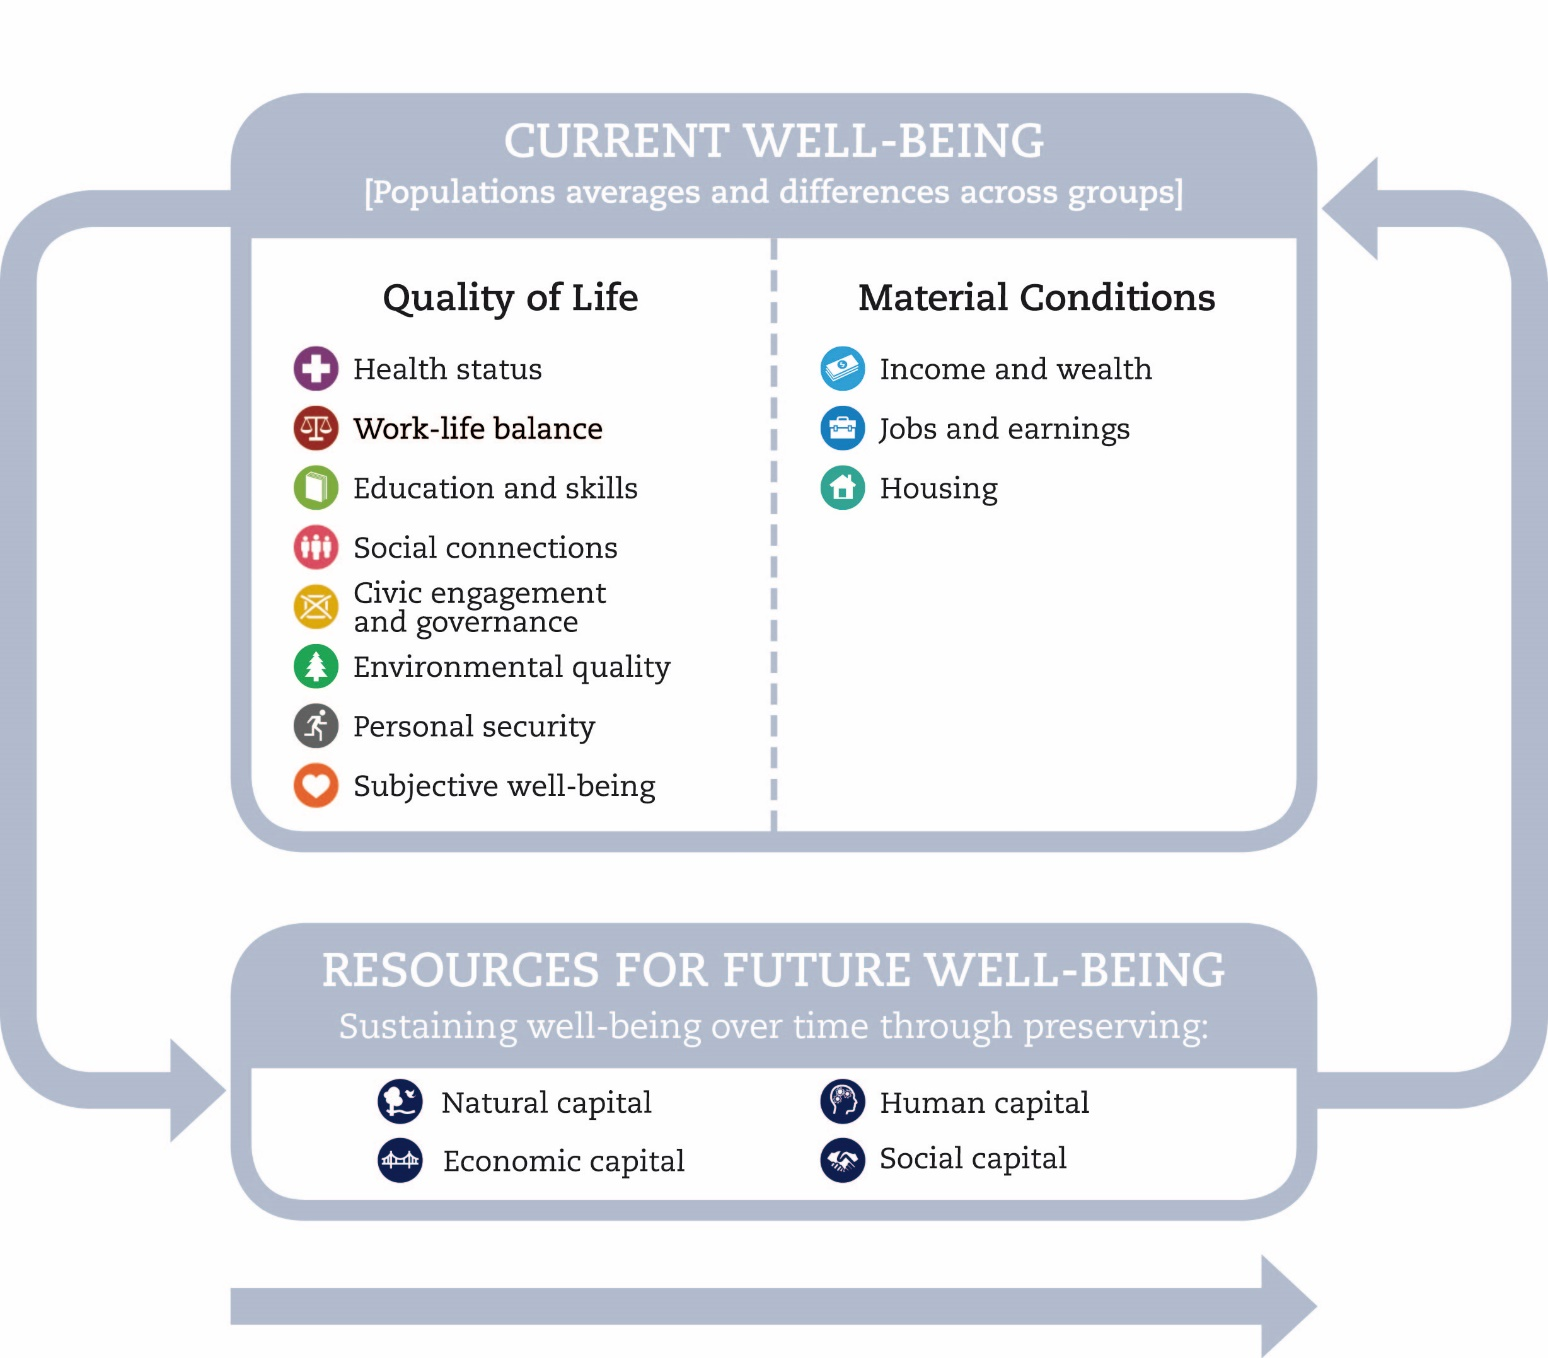 CURRENT WELL-BEING
[Populations averages and differences across groups]
Quality of Life
Health status
Work-life balance
Education and skills
Social connections
Civic engagement
and governance
Environmental quality
Personal security
Subjective well-being
Material Conditions
Income and wealth
Jobs and earnings
Housing
RESOURCES FOR FUTURE WELL-BEING
Sustaining well-being over time through preserving:
Natural capital
Economic capital
Human capital
Social capital